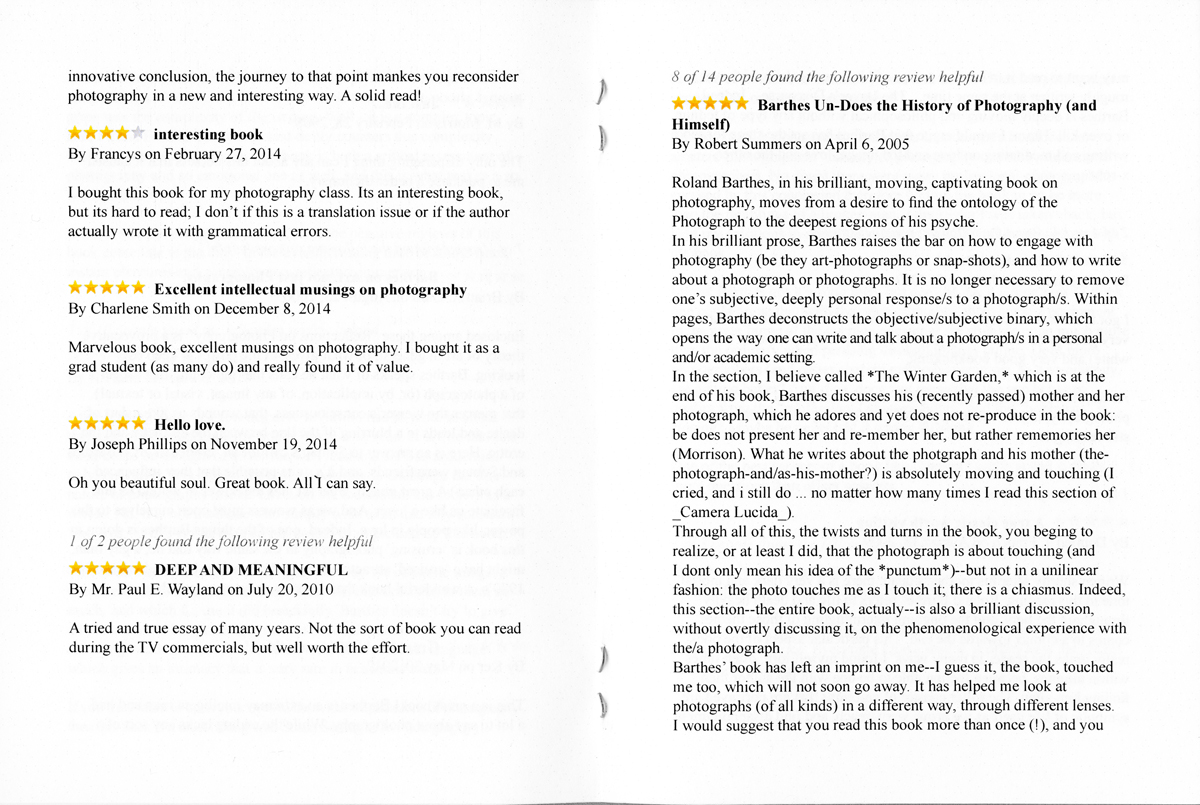 innovative conclusion, the journey to that point mankes you reconsider
photography in a new and interesting way. A solid read!
interesting book
By Francys on February 27, 2014
I bought this book for my photography class. Its an interesting book,
but its hard to read; I don't if this is a translation issue or if the author
actually wrote it with grammatical errors.
Excellent intellectual musings on photography
By Charlene Smith on December 8, 2014
Marvelous book, excellent musings on photography. I bought it as a
grad student (as many do) and really found it of value.
Hello love.
By Joseph Phillips on November 19, 2014
Oh you beautiful soul. Great book. All`I can say.
1 of 2 people found the following review helpful
DEEP AND MEANINGFUL
By Mr. Paul E. Wayland on July 20, 2010
A tried and true essay of many years. Not the sort of book you can read
during the TV commercials, but well worth the effort.
8 of 14 people found the following review helpful
Barthes Un-Does the History of Photography (and
Himself)
By Robert Summers on April 6, 2005
Roland Barthes, in his brilliant, moving, captivating book on
photography, moves from a desire to find the ontology of the
Photograph to the deepest regions of his psyche.
In his brilliant prose, Barthes raises the bar on how to engage with
photography (be they art-photographs or snap-shots), and how to write
about a photograph or photographs. It is no longer necessary to remove
one's subjective, deeply personal response/s to a photograph/s. Within
pages, Barthes deconstructs the objective/subjective binary, which
opens the way one can write and talk about a photograph/s in a personal
and/or academic setting.
In the section, I believe called *The Winter Garden,* which is at the
end of his book, Barthes discusses his (recently passed) mother and her
photograph, which he adores and yet does not re-produce in the book:
be does not present her and re-member her, but rather rememories her
(Morrison). What he writes about the photgraph and his mother (the-
photograph-and/as-his-mother?) is absolutely moving and touching (I
cried, and i still do ... no matter how many times I read this section of
_Camera Lucida_).
Through all of this, the twists and turns in the book, you beging to
realize, or at least I did, that the photograph is about touching (and
I dont only mean his idea of the *punctum*)--but not in a unilinear
fashion: the photo touches me as I touch it; there is a chiasmus. Indeed,
this section--the entire book, actualy--is also a brilliant discussion,
without overtly discussing it, on the phenomenological experience with
the/a photograph.
Barthes' book has left an imprint on me--I guess it, the book, touched
me too, which will not soon go away. It has helped me look at
photographs (of all kinds) in a different way, through different lenses.
I would suggest that you read this book more than once (!), and you